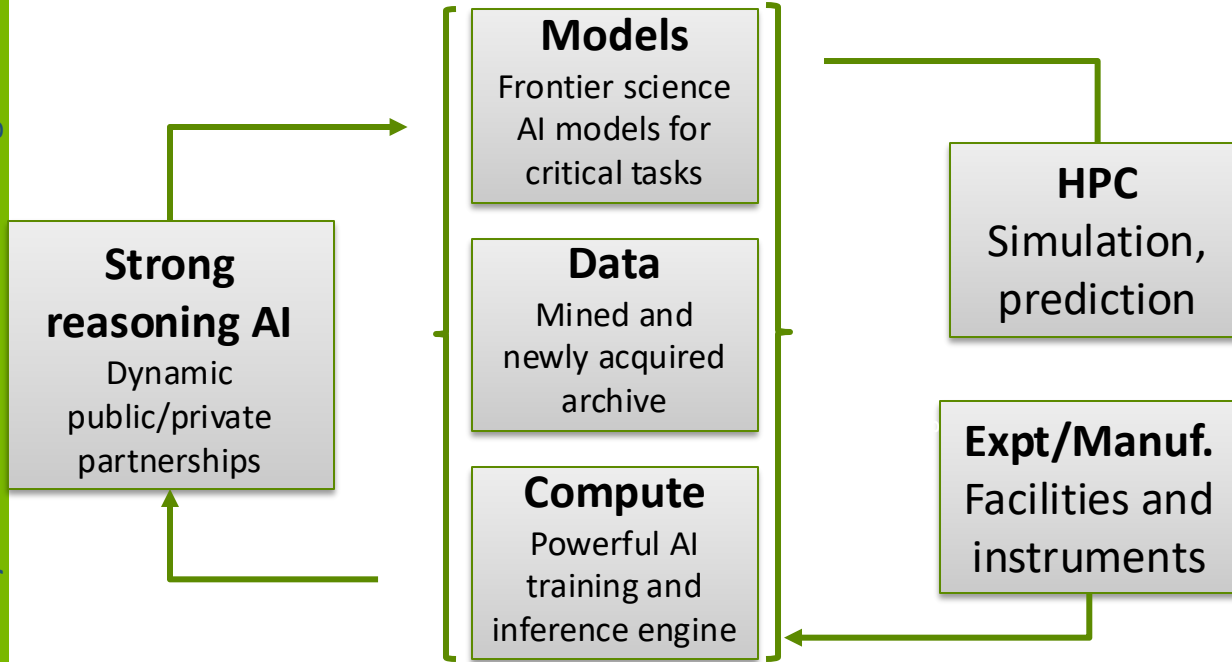 Strong
reasoning AI
Dynamic
public/private
partnerships
Models
Frontier science
AI models for
critical tasks
Data
Mined and
newly acquired
archive
Compute
Powerful AI
training and
inference engine
HPC
Simulation,
prediction
Expt/Manuf.
Facilities and
instruments